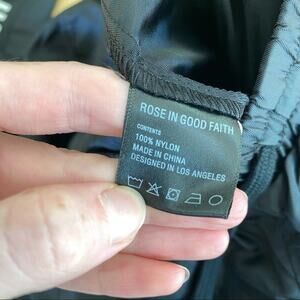 ROSE IN GOOD FAITH
CONTENTS
100% NYLON
MADE IN CHINA
DESIGNED IN LOS ANGELES